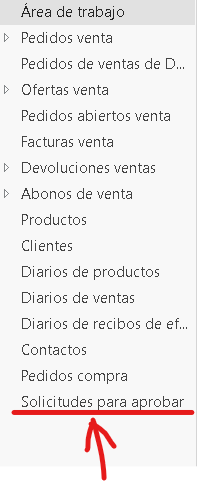 Área de trabajo
Pedidos venta
Pedidos de ventas de D...
Ofertas venta
Pedidos abiertos venta
Facturas venta
Devoluciones ventas
Abonos de venta
Productos
Clientes
Diarios de productos
Diarios de ventas
Diarios de recibos de ef...
Contactos
Pedidos compra
Solicitudes para aprobar